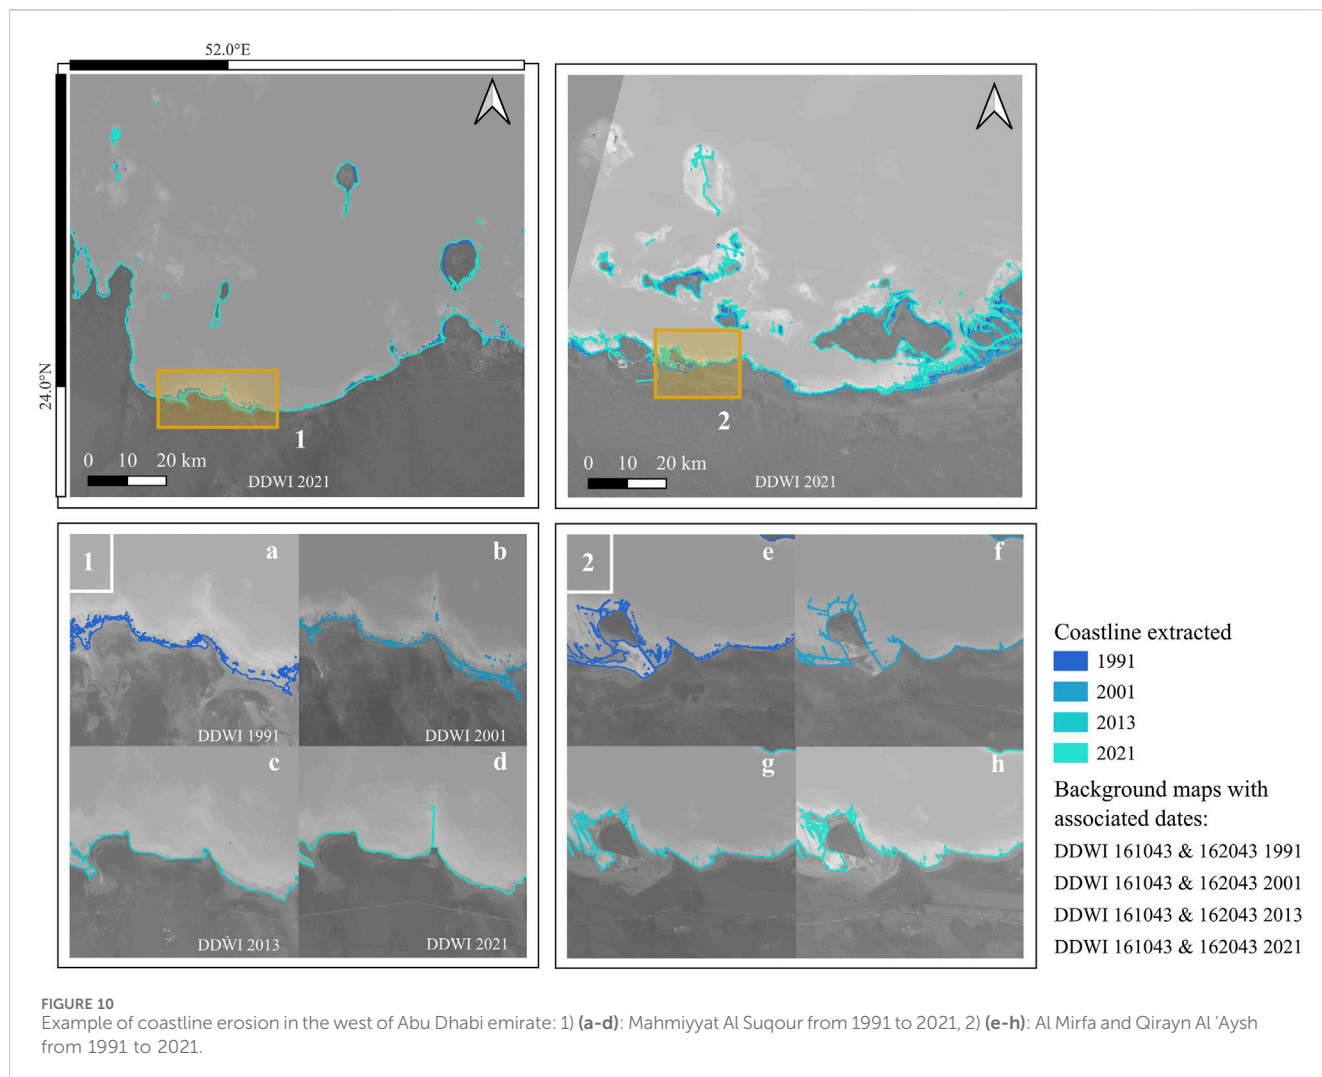 52.0°E
24.0°N
1
0 10 20 km
DDWI 2021
2
0 10 20 km
DDWI 2021
1
a
b
DDWI 1991
DDWI 2001
c
d
DDWI 2013
DDWI 2021
2
e
f
g
h
Coastline extracted
1991
2001
2013
2021
Background maps with
associated dates:
DDWI 161043 & 162043 1991
DDWI 161043 & 162043 2001
DDWI 161043 & 162043 2013
DDWI 161043 & 162043 2021
FIGURE 10
Example of coastline erosion in the west of Abu Dhabi emirate: 1) (a-d): Mahmiyyat Al Suqour from 1991 to 2021, 2) (e-h): Al Mirfa and Qirayn Al ‘Aysh
from 1991 to 2021.